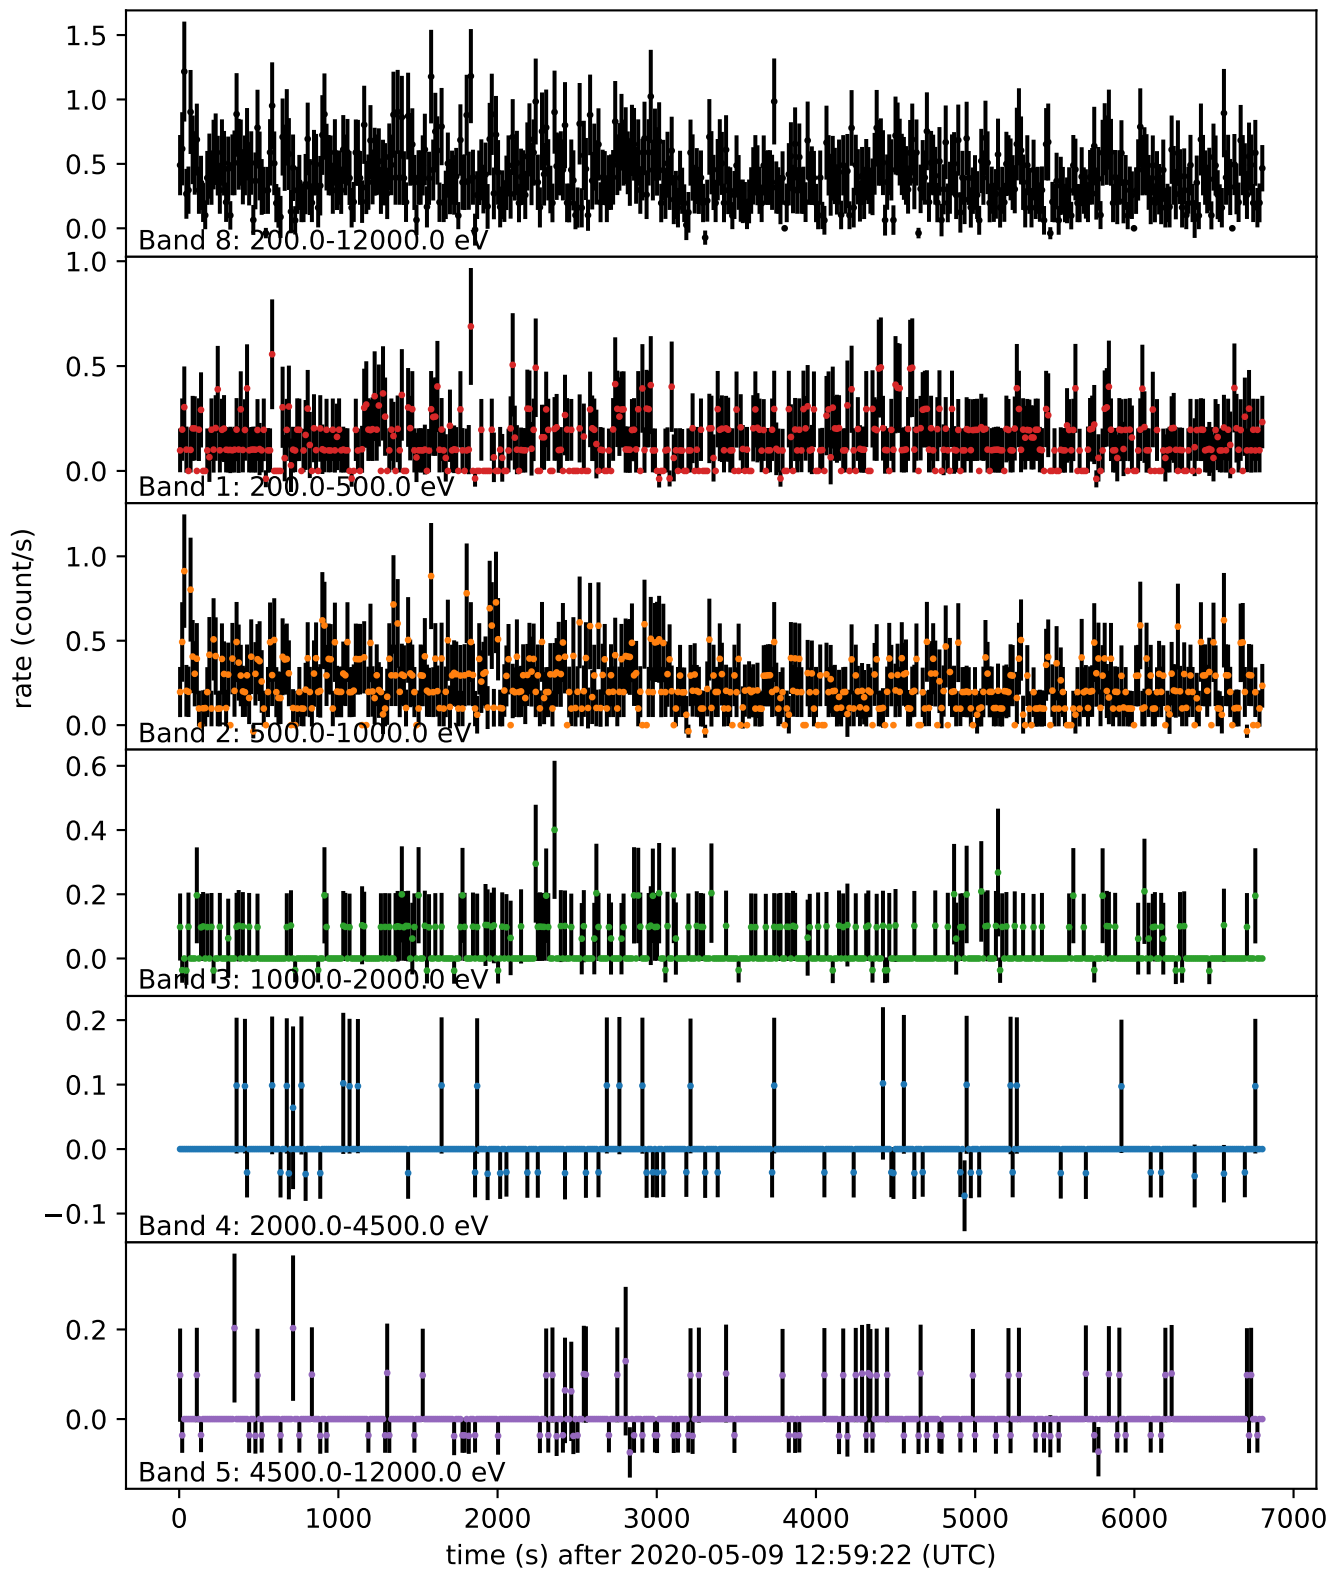 1.5
1.0
0.5
0.0
Band 8: 200.0-12000.0 eV
1.0
0.5
0.0
Band 1: 200.0-500.0 eV
1.0
0.5
0.0
Band 2: 500.0-1000.0 eV
rate (count/s)
0.6
0.4
0.2
0.0
Band 3: 1000.0-2000.0 eV
0.2
0.1
0.0
−0.1
Band 4: 2000.0-4500.0 eV
0.2
0.0
Band 5: 4500.0-12000.0 eV
0 1000 2000 3000 4000 5000 6000 7000
time (s) after 2020-05-09 12:59:22 (UTC)